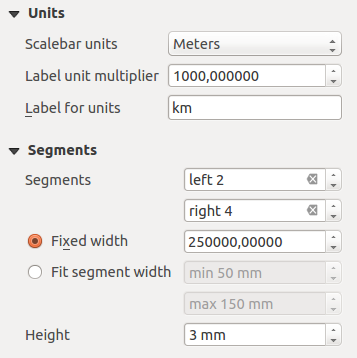 Units
Scalebar units Meters
Label unit multiplier 1000,000000
Label for units km
Segments
Segments left 2
right 4
Fixed width 250000,00000
Fit segment width min 50 mm
max 150 mm
Height 3 mm